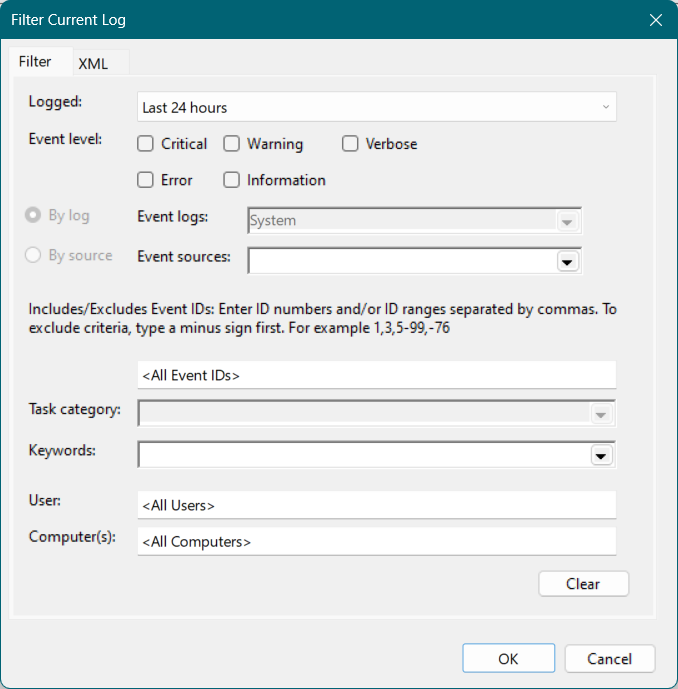 Filter Current Log
Filter
XML
Logged:
Last 24 hours
Event level:
Critical
Warning
Verbose
Error
Information
By log
Event logs:
System
By source
Event sources:
Includes/Excludes Event IDs: Enter ID numbers and/or ID ranges separated by commas. To
exclude criteria, type a minus sign first. For example 1,3,5-99,-76
<All Event IDs>
Task category:
Keywords:
User:
<All Users>
Computer(s):
<All Computers>
Clear
OK
Cancel